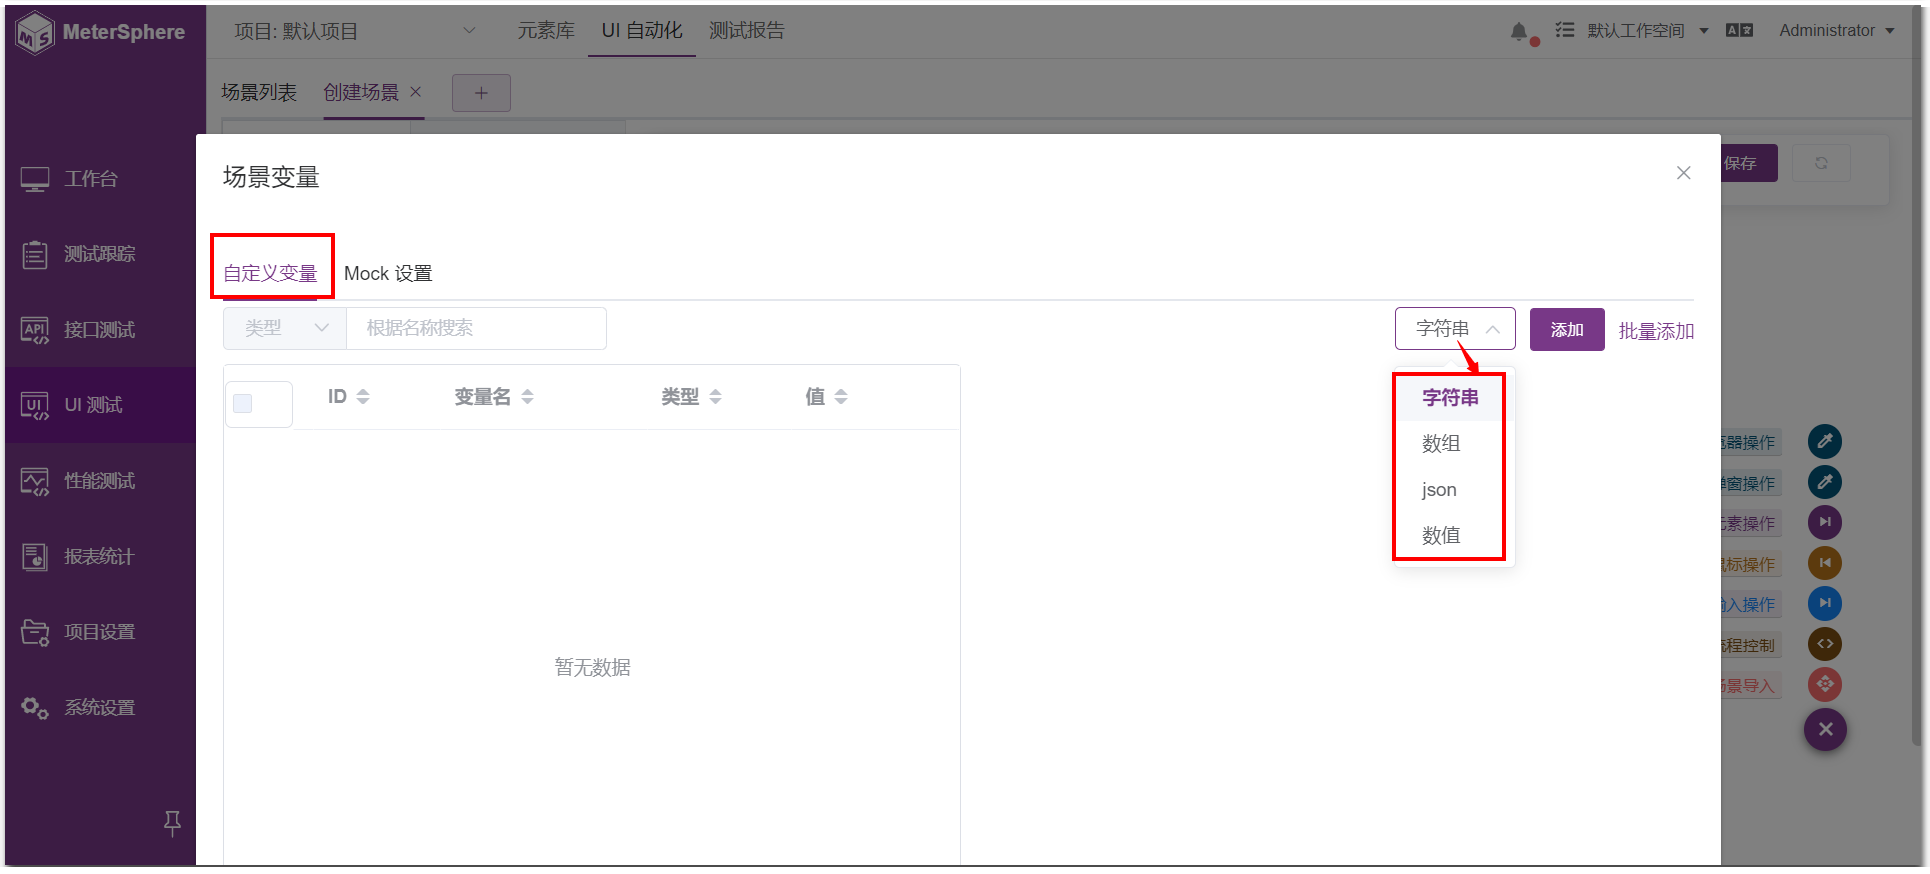 MeterSphere
项目: 默认项目
元素库
UI 自动化
测试报告
默认工作空间
Administrator
场景列表
创建场景
工作台
测试跟踪
接口测试
UI 测试
性能测试
报表统计
项目设置
系统设置
场景变量
保存
自定义变量
Mock 设置
类型
根据名称搜索
字符串
添加
批量添加
ID
变量名
类型
值
字符串
数组
json
数值
暂无数据
器操作
窗操作
素操作
标操作
入操作
程控制
景导入